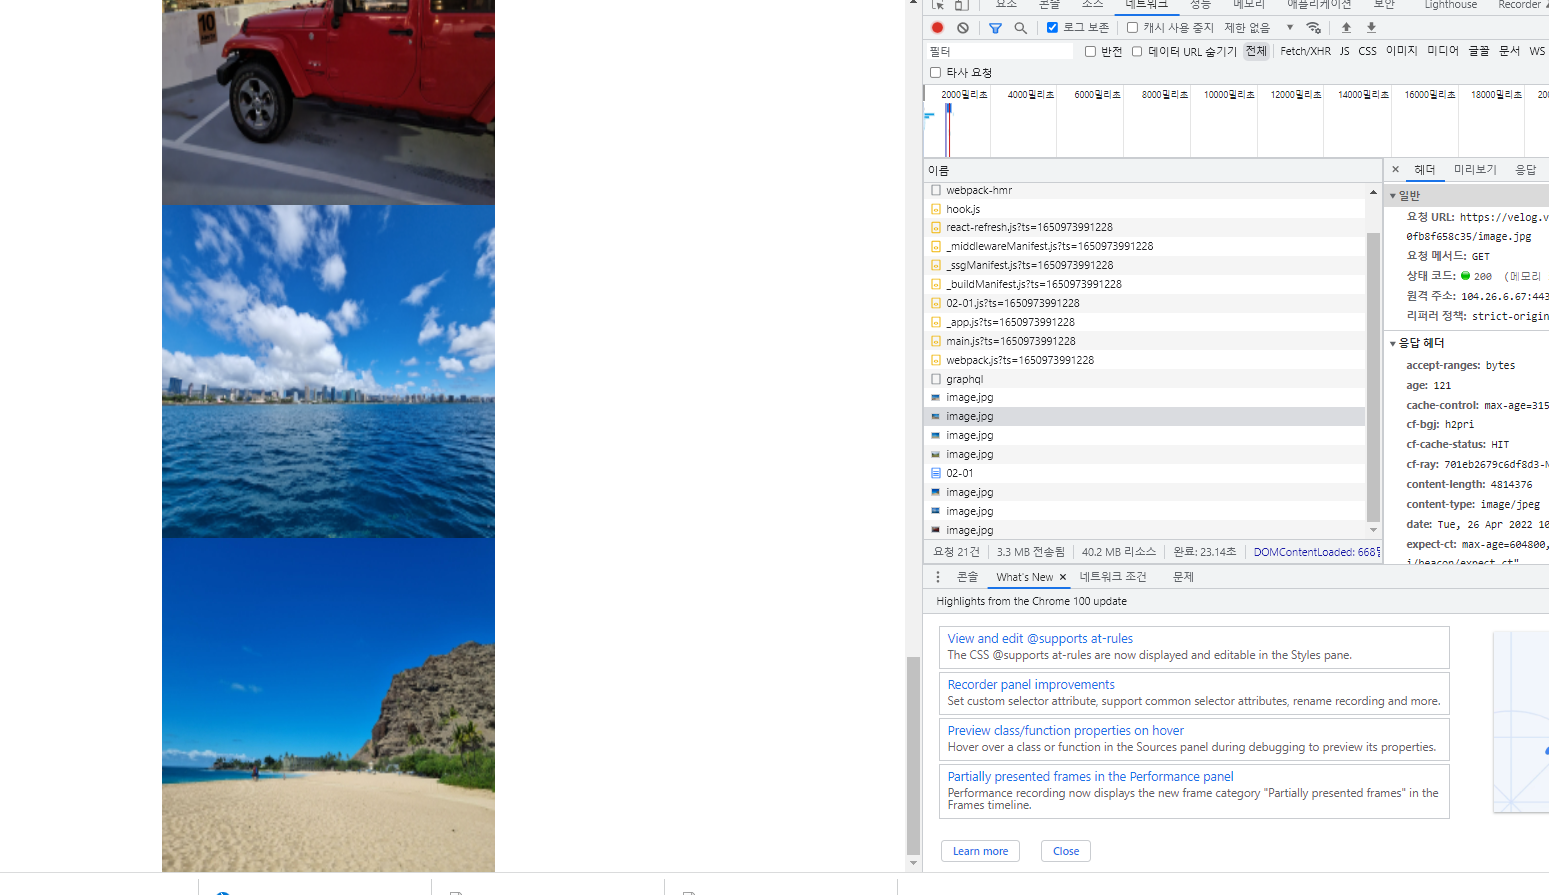 10
요소 콘솔 소스 네트워크 성능 메모리 애플리케이션 보안 Lighthouse Recorder
로그 보존 캐시 사용 중지 제한 없음
필터 반전 데이터 URL 숨기기 전체 Fetch/XHR JS CSS 이미지 미디어 글꼴 문서 WS
타사 요청
2000밀리초 4000밀리초 6000밀리초 8000밀리초 10000밀리초 12000밀리초 14000밀리초 16000밀리초 18000밀리초 200
이름
webpack-hmr
hook.js
react-refresh.js?ts=1650973991228
_middlewareManifest.js?ts=1650973991228
_ssgManifest.js?ts=1650973991228
_buildManifest.js?ts=1650973991228
02-01.js?ts=1650973991228
_app.js?ts=1650973991228
main.js?ts=1650973991228
webpack.js?ts=1650973991228
graphql
image.jpg
image.jpg
image.jpg
image.jpg
02-01
image.jpg
image.jpg
image.jpg
요청 21건 3.3 MB 전송됨 40.2 MB 리소스 완료: 23.14초 DOMContentLoaded: 668밀
× 헤더 미리보기 응답
일반
요청 URL: https://velog.v
0fb8f658c35/image.jpg
요청 메서드: GET
상태 코드: 200 (메모리
원격 주소: 104.26.6.67:443
리퍼러 정책: strict-origin
응답 헤더
accept-ranges: bytes
age: 121
cache-control: max-age=315
cf-bgj: h2pri
cf-cache-status: HIT
cf-ray: 701eb2679c6df8d3-N
content-length: 4814376
content-type: image/jpeg
date: Tue, 26 Apr 2022 10
expect-ct: max-age=604800,
i/beacon/expect-ct"
콘솔 What's New × 네트워크 조건 문제
Highlights from the Chrome 100 update
View and edit @supports at-rules
The CSS @supports at-rules are now displayed and editable in the Styles pane.
Recorder panel improvements
Set custom selector attribute, support common selector attributes, rename recording and more.
Preview class/function properties on hover
Hover over a class or function in the Sources panel during debugging to preview its properties.
Partially presented frames in the Performance panel
Performance recording now displays the new frame category "Partially presented frames" in the
Frames timeline.
Learn more Close